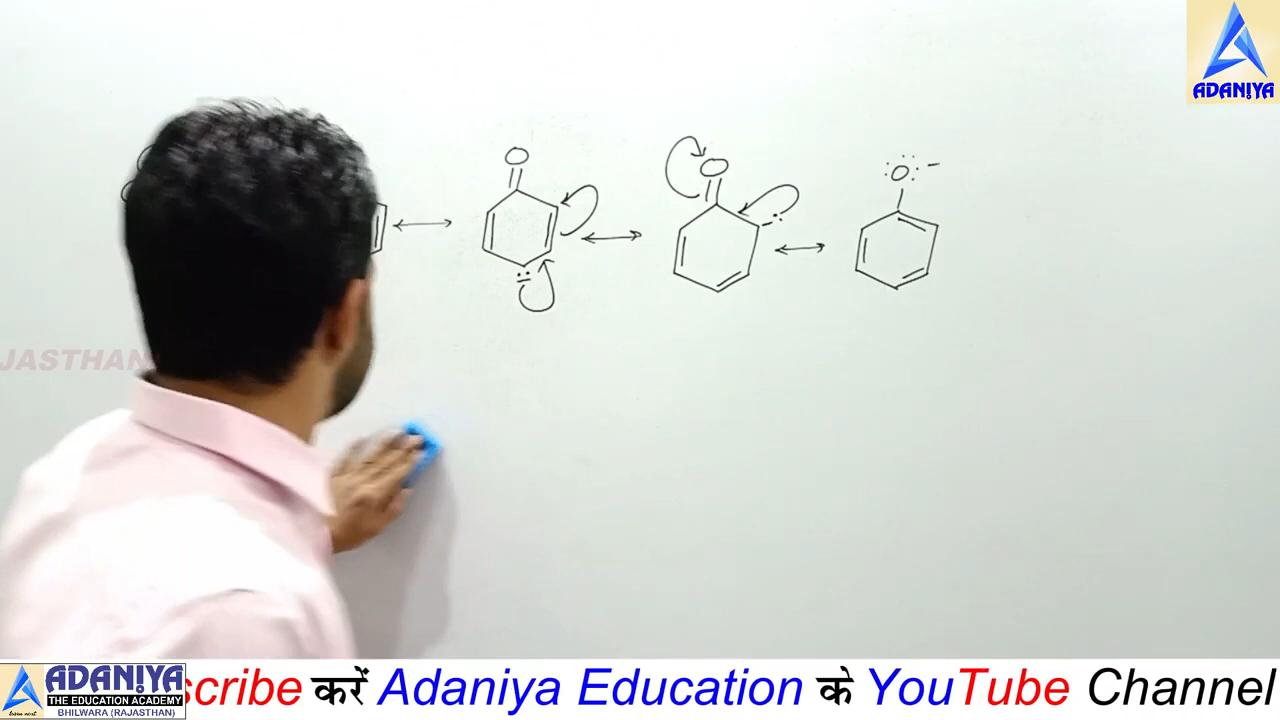 ADANIYA
O
O
:O: –
JASTHAN
scribe करें Adaniya Education के YouTube Channel
ADANIYA
THE EDUCATION ACADEMY
BHILWARA (RAJASTHAN)